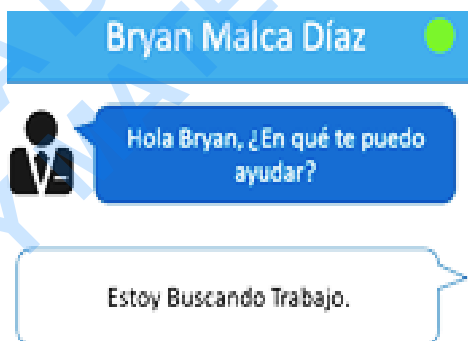 Bryan Malca Díaz
Hola Bryan, ¿En qué te puedo
ayudar?
Estoy Buscando Trabajo.